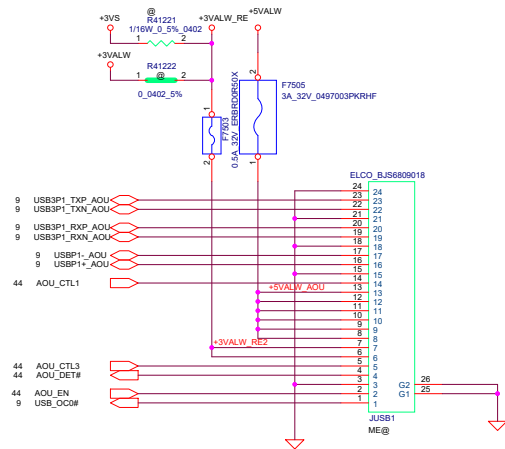 @
+3VS
R41221
1/16W_0_5%_0402
+3VALW_RE
+5VALW
1
2
+3VALW
R41222
@
1
2
0_0402_5%
2
F7505
3A_32V_0497003PKRHF
1
F7503
0.5A_32V_ERBRD0R50X
2
1
ELCO_BJS6809018
24 24
9 USB3P1_TXP_AOU 23 23
9 USB3P1_TXN_AOU 22 22
21 21
9 USB3P1_RXP_AOU 20 20
9 USB3P1_RXN_AOU 19 19
18 18
9 USBP1-_AOU 17 17
9 USBP1+_AOU 16 16
15 15
44 AOU_CTL1 14 14
+5VALW_AOU 13 13
12 12
11 11
10 10
9 9
8 8
+3VALW_RE2 7 7
6 6
44 AOU_CTL3 5 5
44 AOU_DET# 4 4
3 3 G2 26
44 AOU_EN 2 2 G1 25
9 USB_OC0# 1 1
JUSB1
ME@